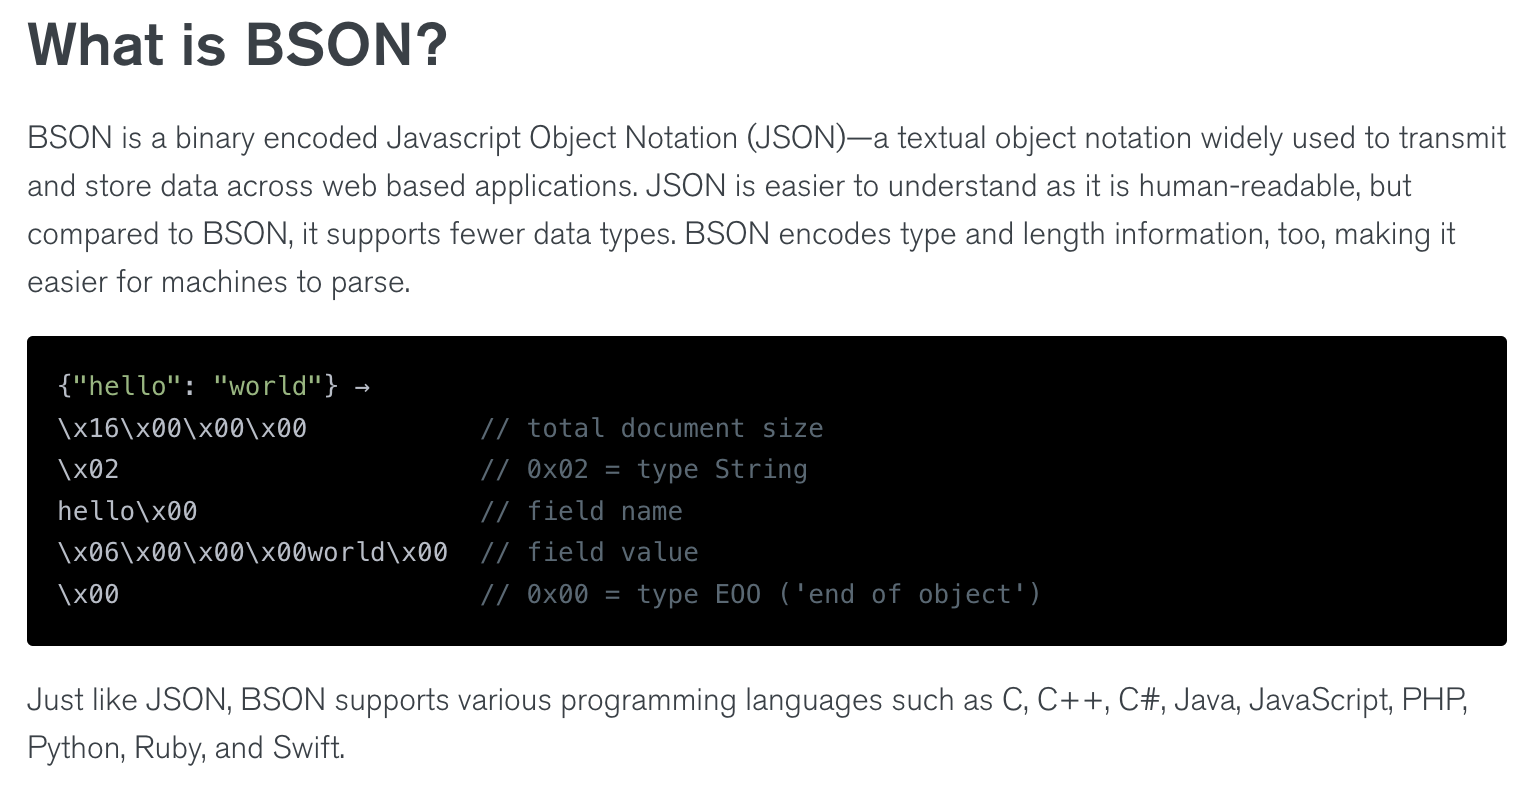 What is BSON?
BSON is a binary encoded Javascript Object Notation (JSON)—a textual object notation widely used to transmit
and store data across web based applications. JSON is easier to understand as it is human-readable, but
compared to BSON, it supports fewer data types. BSON encodes type and length information, too, making it
easier for machines to parse.
{"hello": "world"} →
\x16\x00\x00\x00           // total document size
\x02                       // 0x02 = type String
hello\x00                  // field name
\x06\x00\x00\x00world\x00  // field value
\x00                       // 0x00 = type EOO ('end of object')
Just like JSON, BSON supports various programming languages such as C, C++, C#, Java, JavaScript, PHP,
Python, Ruby, and Swift.